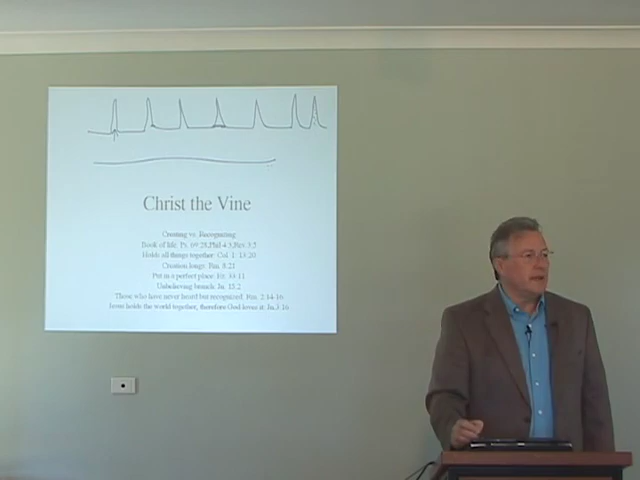 Christ the Vine
Creating vs. Recognizing
Book of life: Ps. 69:28,Phil 4:3,Rev. 3:5
Holds all things together: Col. 1: 15-20
Creation longs: Rm. 8:21
Put in a perfect place: Ex. 33:11
Unbelieving branch: Jn. 15:2
Those who have never heard but recognized: Rm. 2:14-16
Jesus holds the world together, therefore God loves it: Jn.3:16